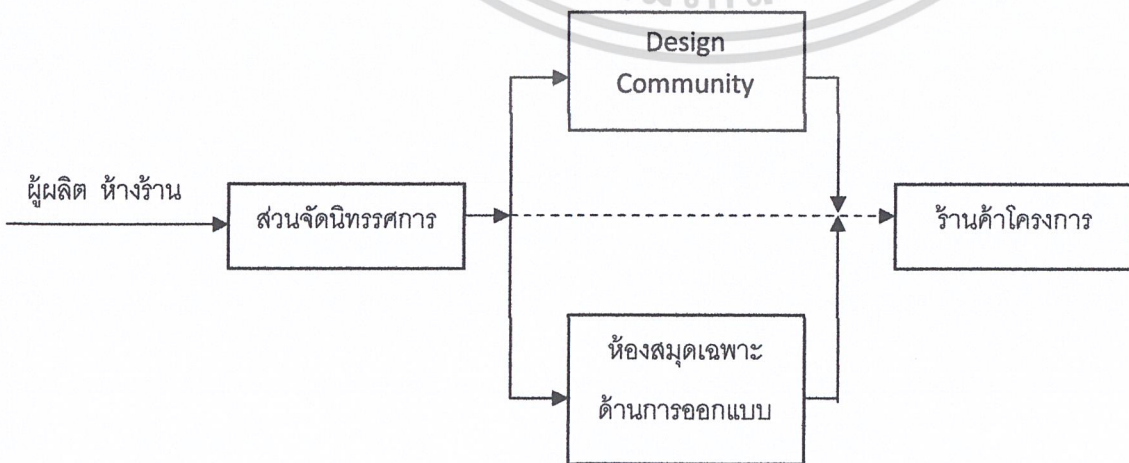 Design
Community
ผู้ผลิต ห้างร้าน
ส่วนจัดนิทรรศการ
ร้านค้าโครงการ
ห้องสมุดเฉพาะ
ด้านการออกแบบ